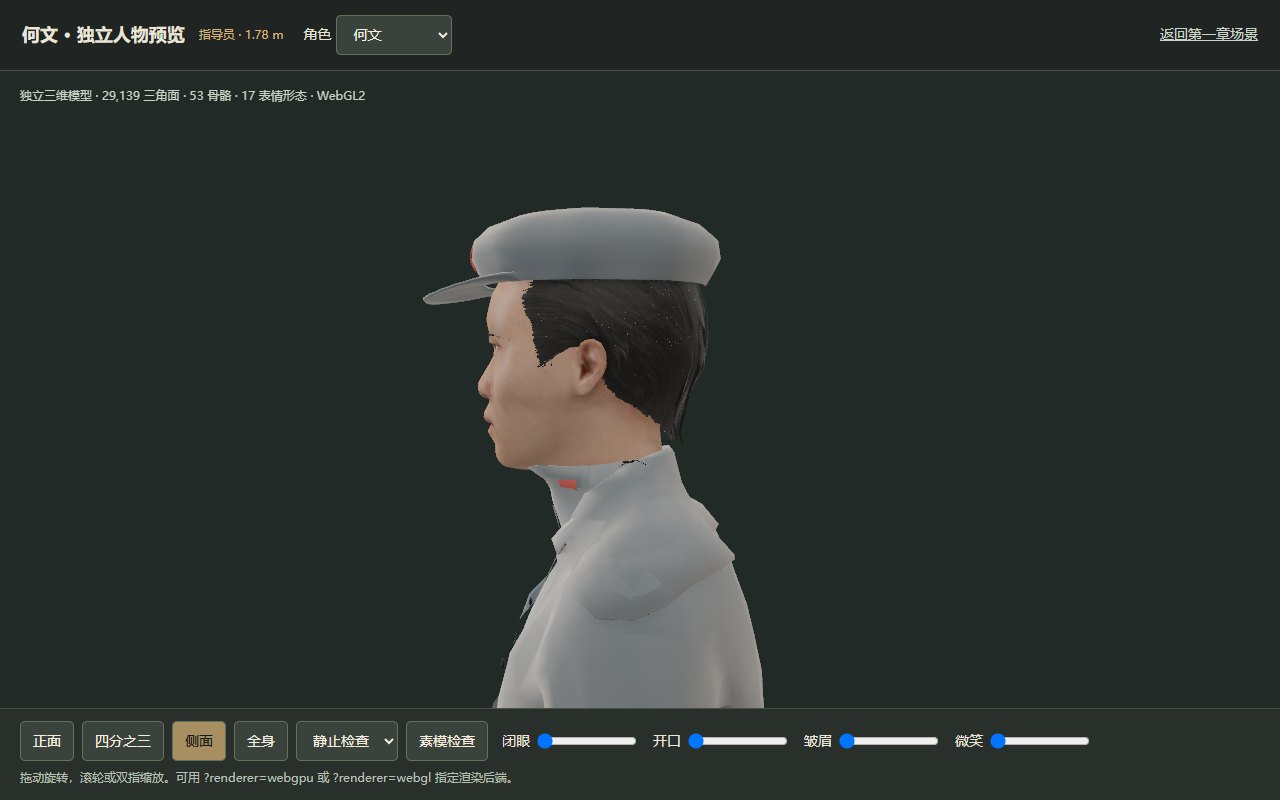 何文 • 独立人物预览 指导员 · 1.78 m 角色 何文 返回第一章场景
独立三维模型 · 29,139 三角面 · 53 骨骼 · 17 表情形态 · WebGL2
正面 四分之三 侧面 全身 静止检查 素模检查 闭眼 开口 皱眉 微笑
拖动旋转，滚轮或双指缩放。可用 ?renderer=webgpu 或 ?renderer=webgl 指定渲染后端。